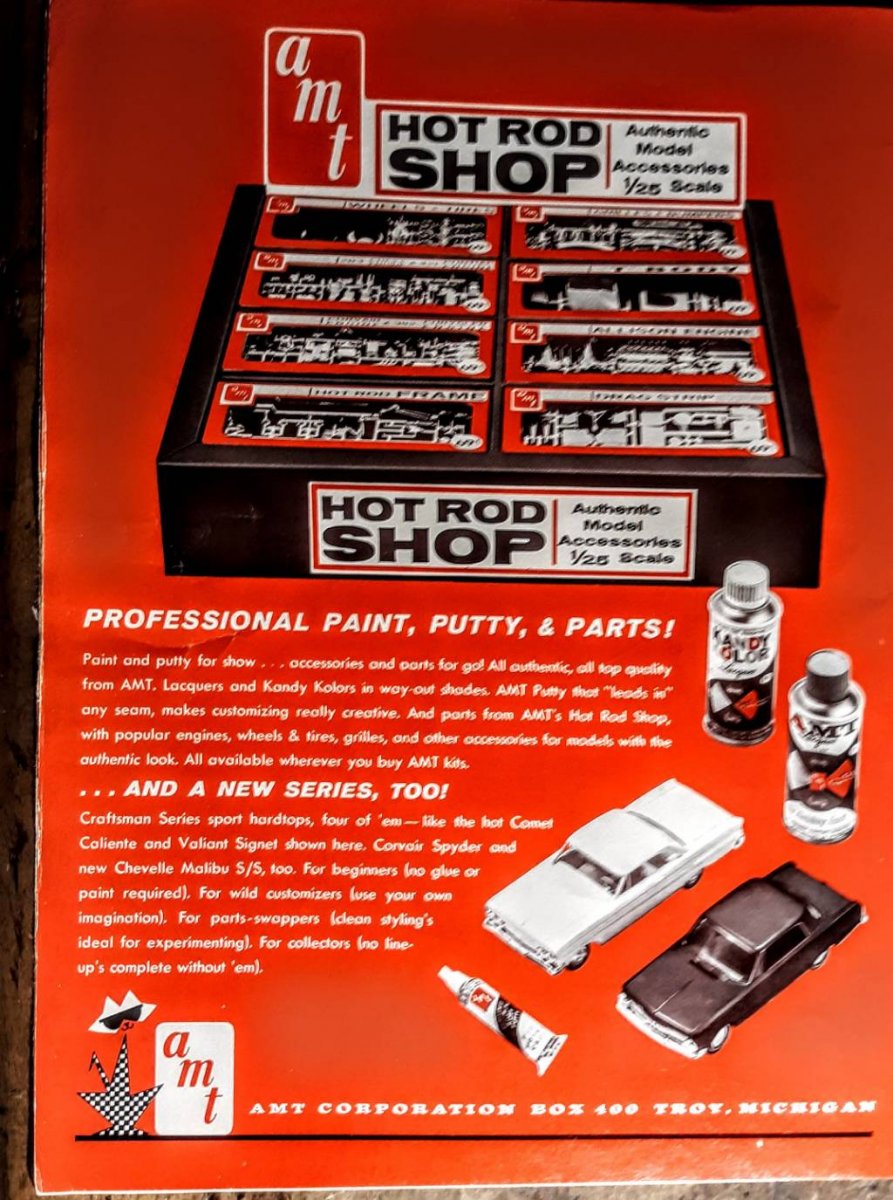 amt
HOT ROD
SHOP
Authentic
Model
Accessories
1/25 Scale
WHEELS & TIRES
T BODY
ALLISON ENGINE
HOT ROD FRAME
DRAG STRIP
HOT ROD
SHOP
Authentic
Model
Accessories
1/25 Scale
PROFESSIONAL PAINT, PUTTY, & PARTS!
Paint and putty for show . . . accessories and parts for go! All authentic, all top quality
from AMT. Lacquers and Kandy Kolors in way-out shades. AMT Putty that "leads in"
any seam, makes customizing really creative. And parts from AMT's Hot Rod Shop,
with popular engines, wheels & tires, grilles, and other accessories for models with the
authentic look. All available wherever you buy AMT kits.
KANDY
KOLOR
AMT
. . . AND A NEW SERIES, TOO!
Craftsman Series sport hardtops, four of 'em—like the hot Comet
Caliente and Valiant Signet shown here. Corvair Spyder and
new Chevelle Malibu S/S, too. For beginners (no glue or
paint required). For wild customizers (use your own
imagination). For parts-swappers (clean styling's
ideal for experimenting). For collectors (no line-
up's complete without 'em).
amt
AMT CORPORATION BOX 400 TROY, MICHIGAN